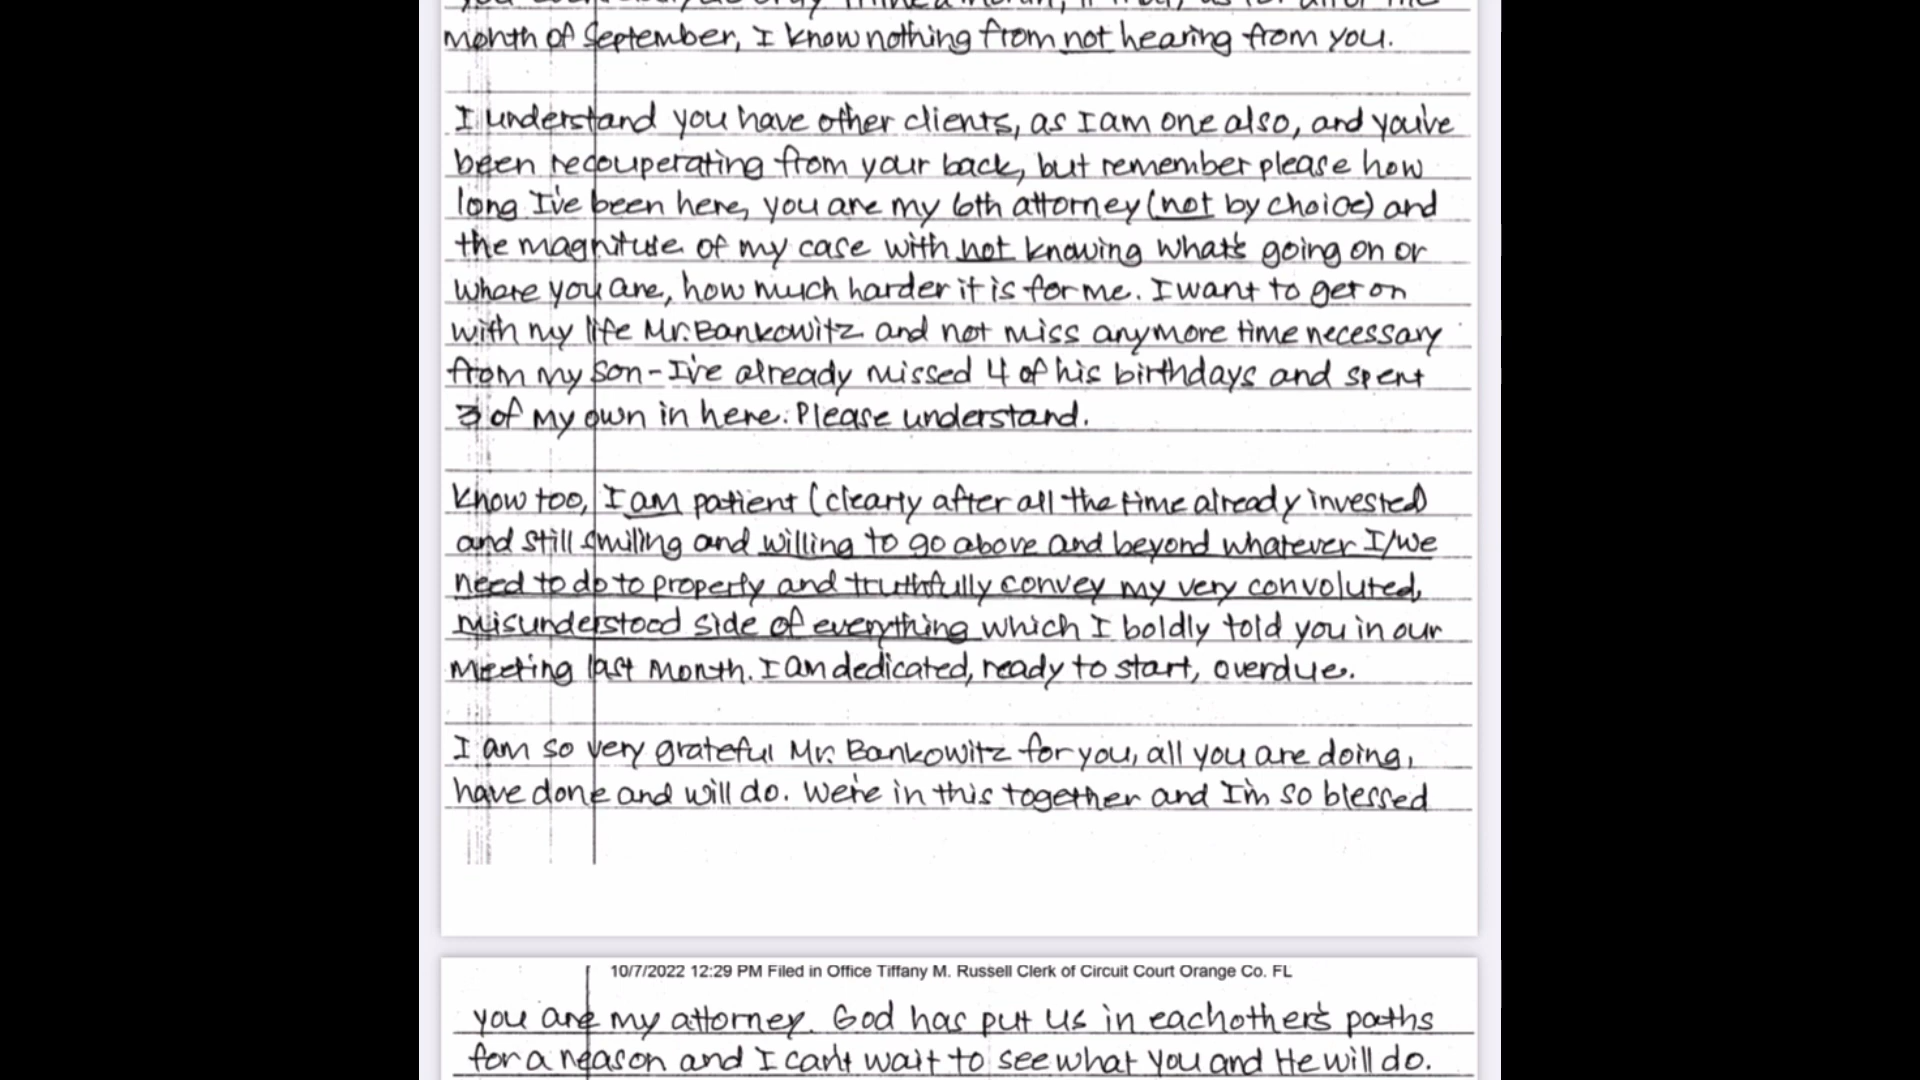 month of September, I know nothing from not hearing from you.
I understand you have other clients, as I am one also, and you've
been recouperating from your back, but remember please how
long I've been here, you are my 6th attorney (not by choice) and
the magnitute of my case with not knowing what's going on or
where you are, how much harder it is for me. I want to get on
with my life Mr. Bankowitz and not miss anymore time necessary
from my son - I've already missed 4 of his birthdays and spent
3 of my own in here. Please understand.
Know too, I am patient (clearly after all the time already invested
and still smiling and willing to go above and beyond whatever I/we
need to do to properly and truthfully convey my very convoluted,
misunderstood side of everything which I boldly told you in our
meeting last month. I am dedicated, ready to start, overdue.
I am so very grateful Mr. Bankowitz for you, all you are doing,
have done and will do. We're in this together and I'm so blessed
10/7/2022 12:29 PM Filed in Office Tiffany M. Russell Clerk of Circuit Court Orange Co. FL
you are my attorney. God has put us in eachother's paths
for a reason and I can't wait to see what you and He will do.